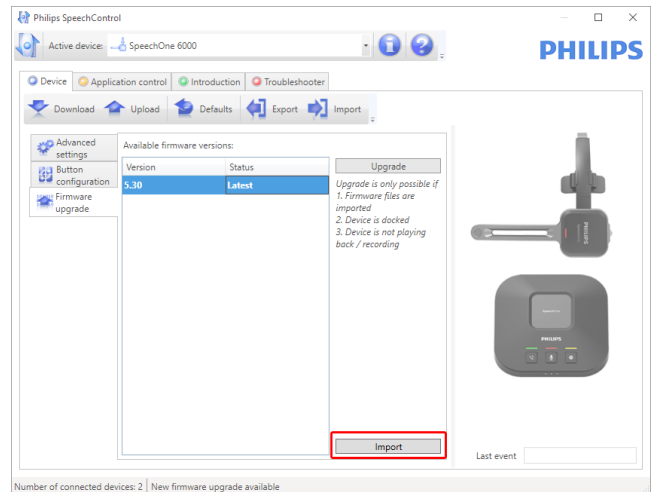 Philips SpeechControl
Active device: SpeechOne 6000
PHILIPS
Device Application control Introduction Troubleshooter
Download Upload Defaults Export Import
Advanced
settings
Button
configuration
Firmware
upgrade
Available firmware versions:
Version Status
5.30 Latest
Upgrade
Upgrade is only possible if
1. Firmware files are
imported
2. Device is docked
3. Device is not playing
back / recording
Import
PHILIPS
PHILIPS
Last event
Number of connected devices: 2 New firmware upgrade available